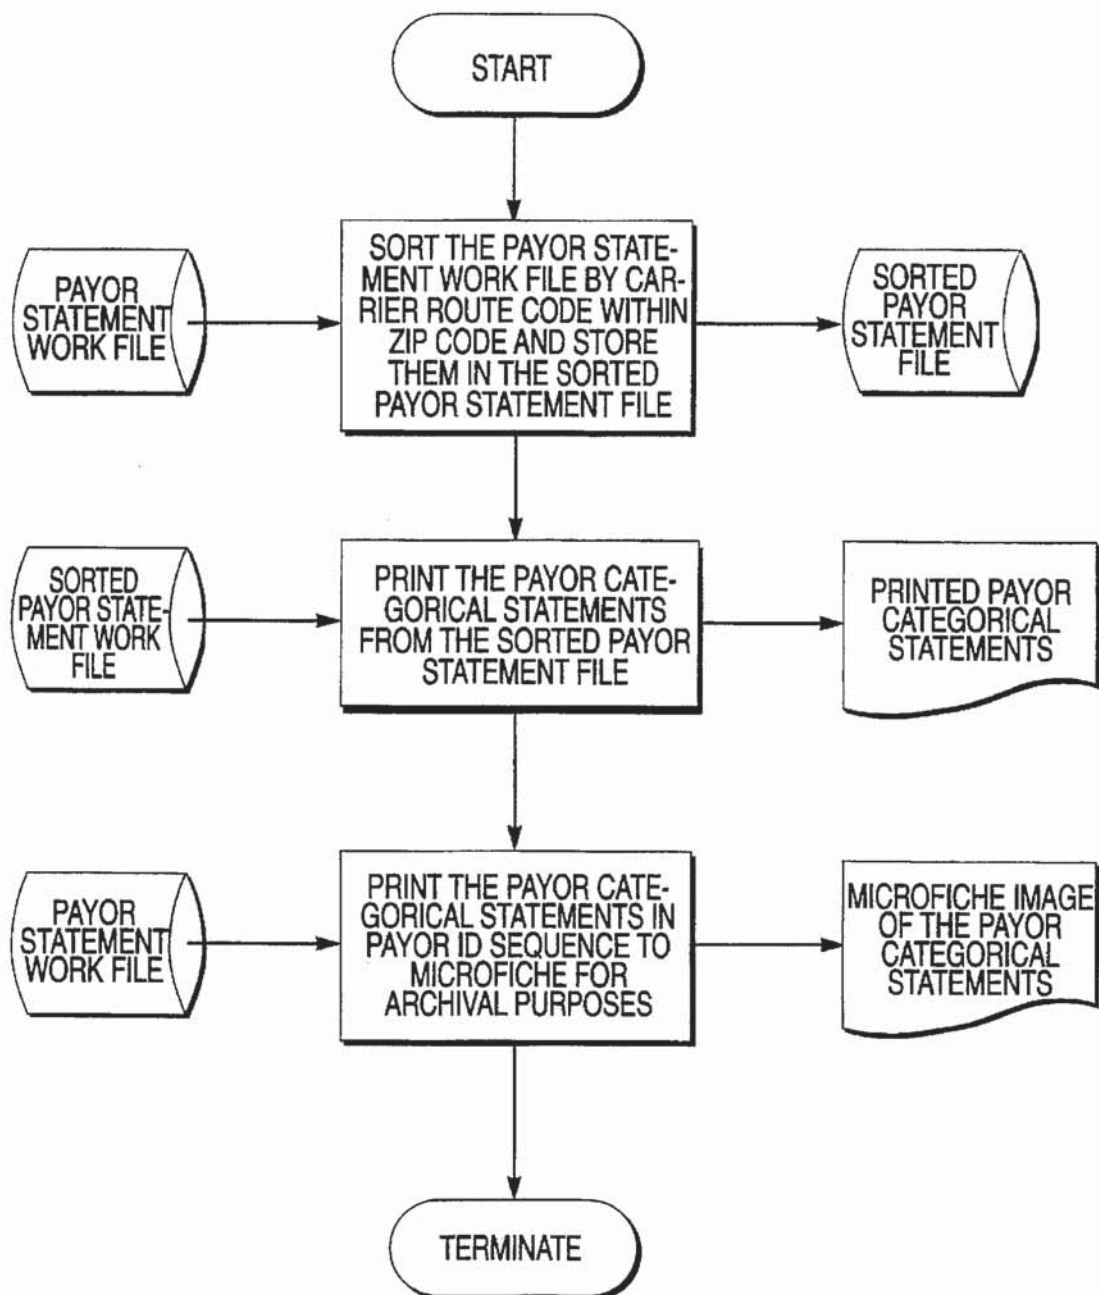 START
PAYOR
STATEMENT
WORK FILE
SORT THE PAYOR STATE-
MENT WORK FILE BY CAR-
RIER ROUTE CODE WITHIN
ZIP CODE AND STORE
THEM IN THE SORTED
PAYOR STATEMENT FILE
SORTED
PAYOR
STATEMENT
FILE
SORTED
PAYOR STATE-
MENT WORK
FILE
PRINT THE PAYOR CATE-
GORICAL STATEMENTS
FROM THE SORTED PAYOR
STATEMENT FILE
PRINTED PAYOR
CATEGORICAL
STATEMENTS
PAYOR
STATEMENT
WORK FILE
PRINT THE PAYOR CATE-
GORICAL STATEMENTS IN
PAYOR ID SEQUENCE TO
MICROFICHE FOR
ARCHIVAL PURPOSES
MICROFICHE IMAGE
OF THE PAYOR
CATEGORICAL
STATEMENTS
TERMINATE